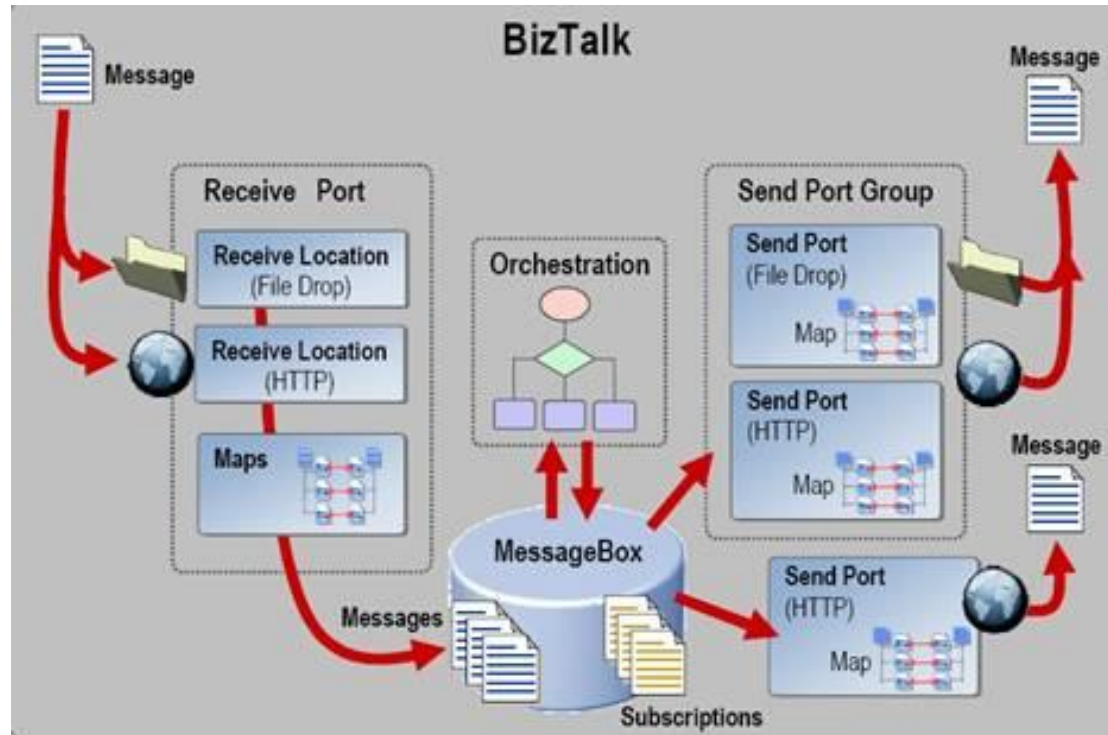 BizTalk
Message
Receive Port
Receive Location
(File Drop)
Receive Location
(HTTP)
Maps
Messages
Orchestration
MessageBox
Subscriptions
Send Port Group
Send Port
(File Drop)
Map
Send Port
(HTTP)
Map
Send Port
(HTTP)
Map
Message
Message